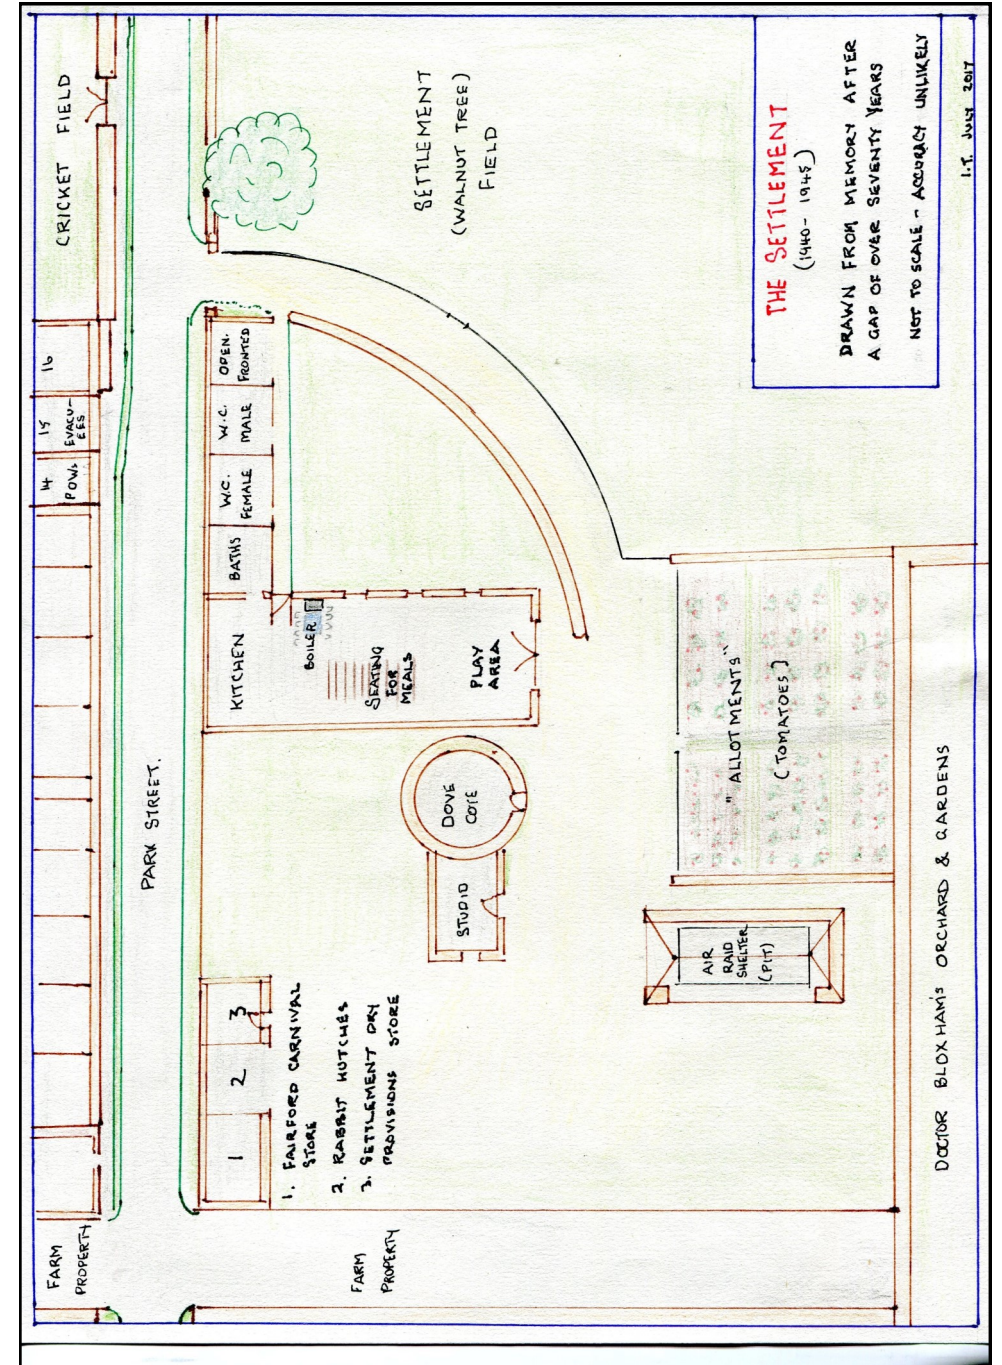 CRICKET FIELD
16
15
EVACU-
EES
14
POWs
FARM
PROPERTY
PARK STREET.
SETTLEMENT
(WALNUT TREE)
FIELD
OPEN.
FRONTED
W.C.
MALE
W.C.
FEMALE
BATHS
KITCHEN
BOILER
SEATING
FOR
MEALS
PLAY
AREA
DOVE
COTE
STUDIO
3
2
1
1. FAIRFORD CARNIVAL
STORE
2. RABBIT HUTCHES
3. SETTLEMENT DRY
PROVISIONS STORE
FARM
PROPERTY
"ALLOTMENTS"
(TOMATOES)
AIR
RAID
SHELTER
(PIT)
DOCTOR BLOXHAM'S ORCHARD & GARDENS
THE SETTLEMENT
(1940-1945)
DRAWN FROM MEMORY AFTER
A GAP OF OVER SEVENTY YEARS
NOT TO SCALE - ACCURACY UNLIKELY
I.T. JULY 2017